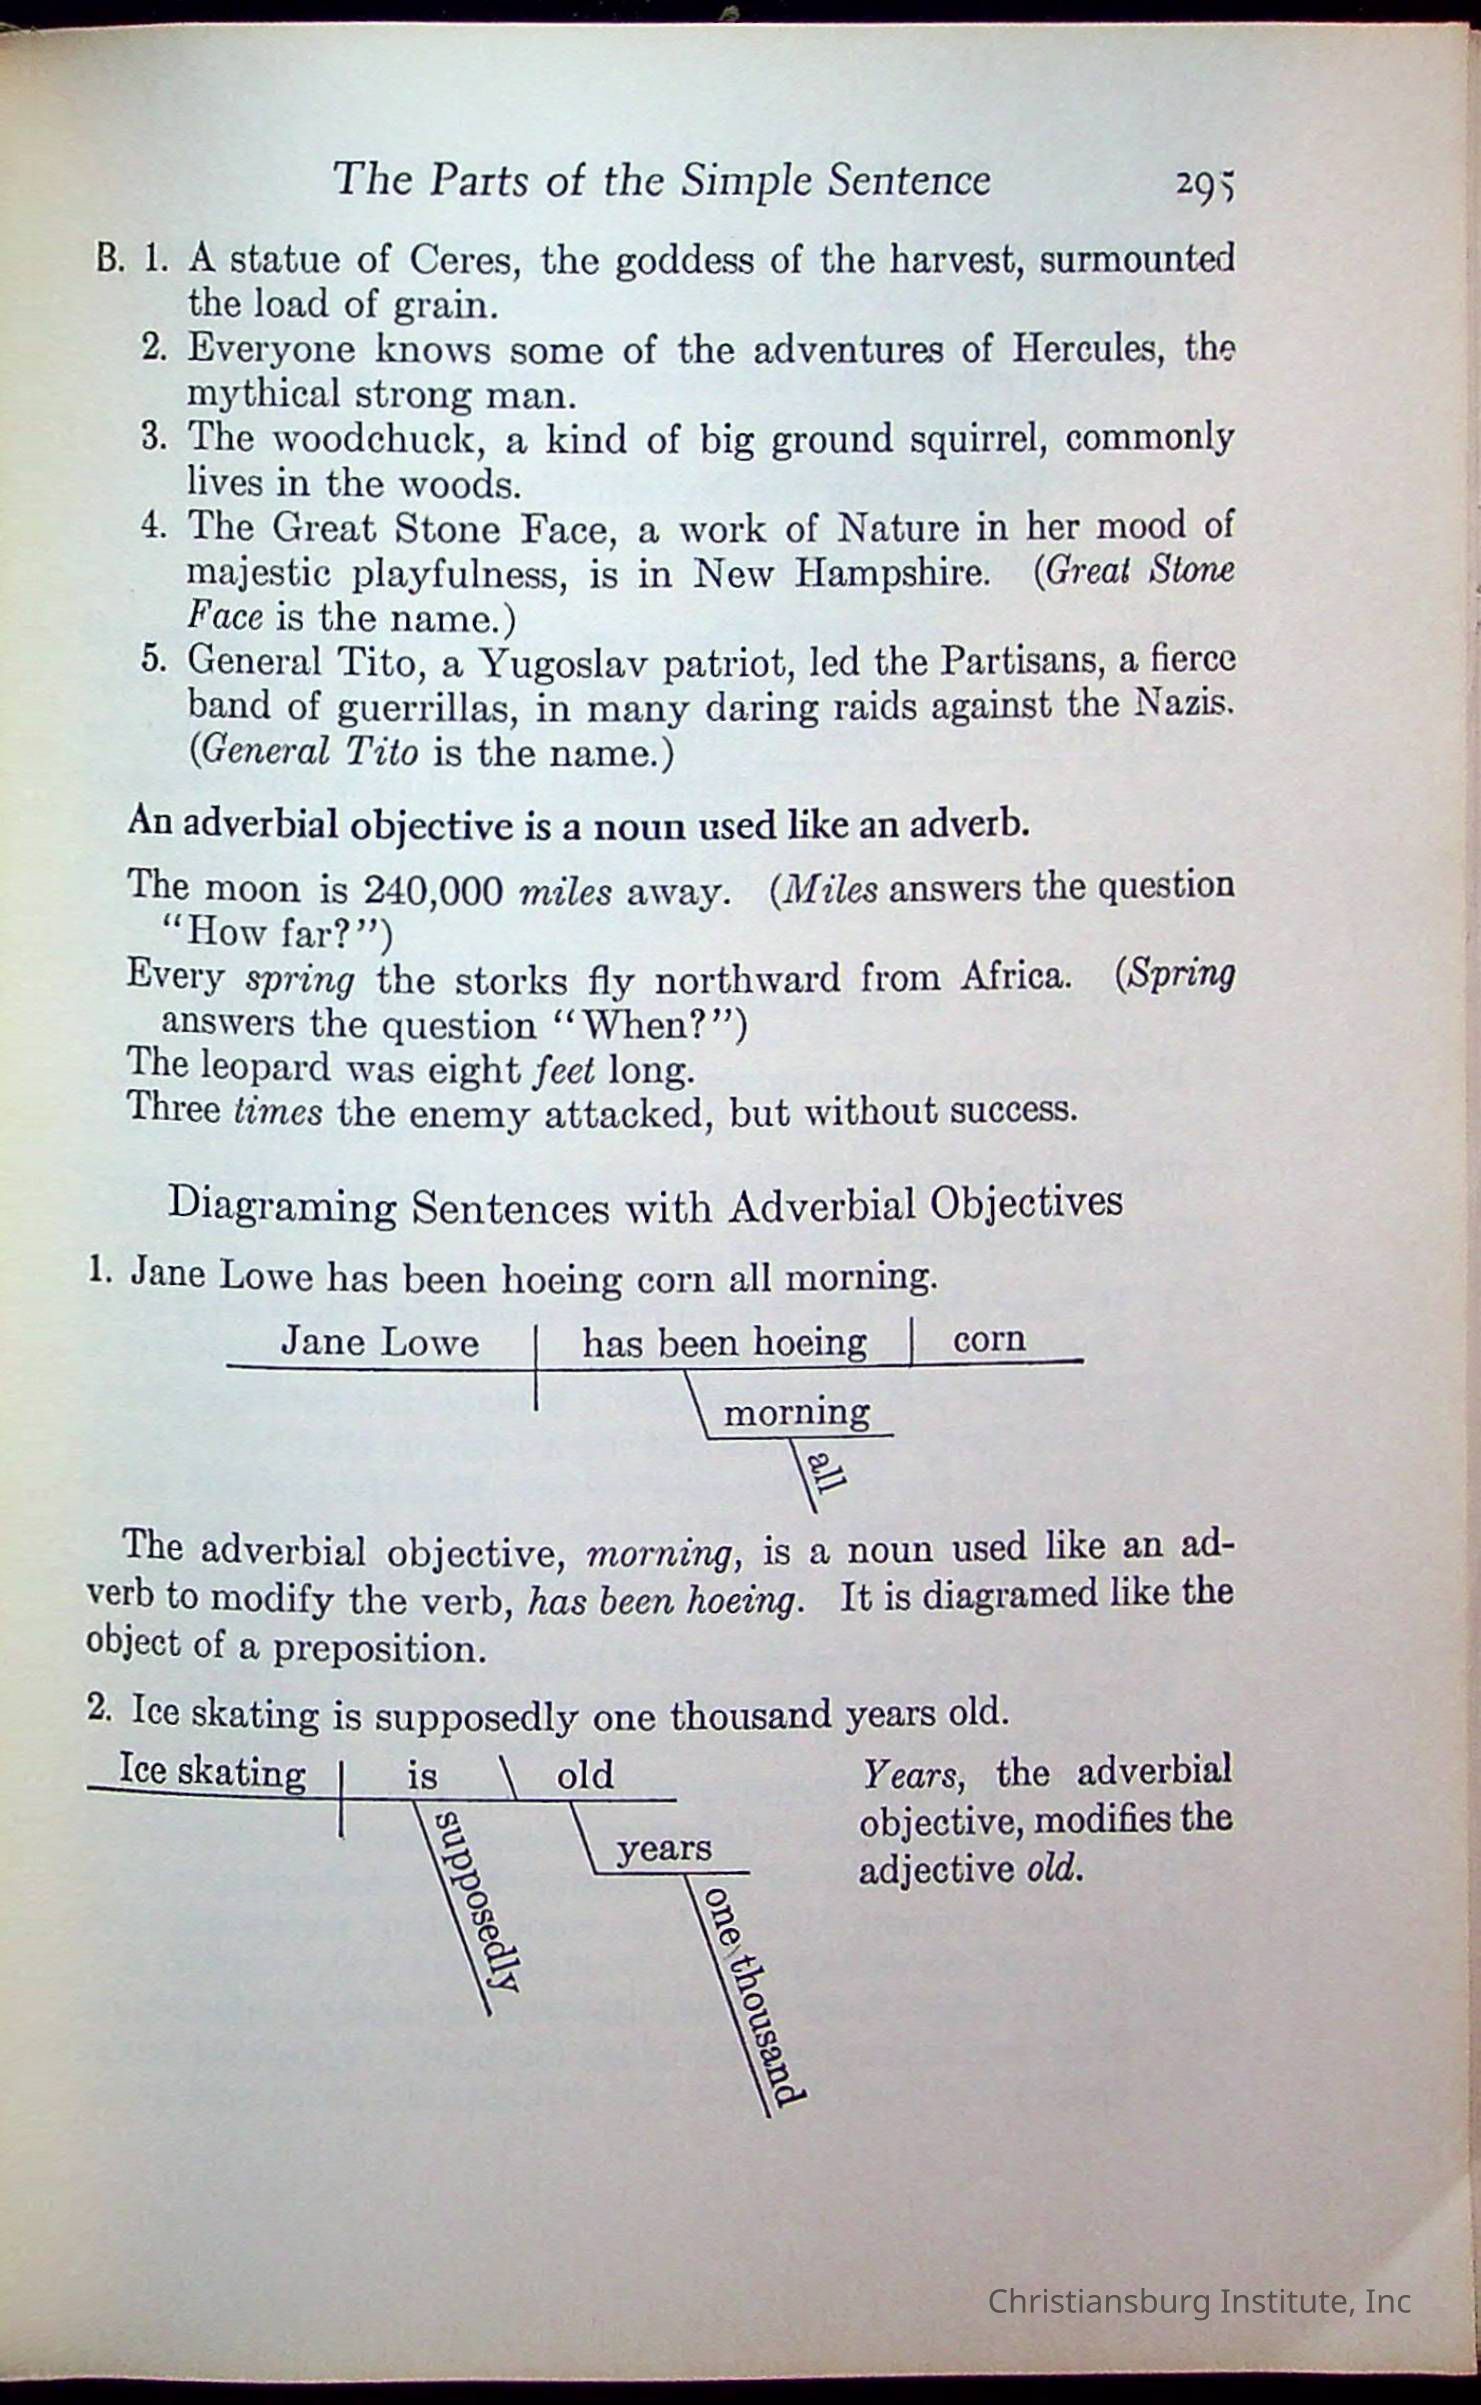 The Parts of the Simple Sentence 295
B. 1. A statue of Ceres, the goddess of the harvest, surmounted
the load of grain.
2. Everyone knows some of the adventures of Hercules, the
mythical strong man.
3. The woodchuck, a kind of big ground squirrel, commonly
lives in the woods.
4. The Great Stone Face, a work of Nature in her mood of
majestic playfulness, is in New Hampshire. (Great Stone
Face is the name.)
5. General Tito, a Yugoslav patriot, led the Partisans, a fierce
band of guerrillas, in many daring raids against the Nazis.
(General Tito is the name.)
An adverbial objective is a noun used like an adverb.
The moon is 240,000 miles away. (Miles answers the question
“How far?”)
Every spring the storks fly northward from Africa. (Spring
answers the question “When?”)
The leopard was eight feet long.
Three times the enemy attacked, but without success.
Diagraming Sentences with Adverbial Objectives
1. Jane Lowe has been hoeing corn all morning.
Jane Lowe has been hoeing corn
morning
all
The adverbial objective, morning, is a noun used like an ad-
verb to modify the verb, has been hoeing. It is diagramed like the
object of a preposition.
2. Ice skating is supposedly one thousand years old.
Ice skating is old
supposedly
years
one thousand
Years, the adverbial
objective, modifies the
adjective old.
Christiansburg Institute, Inc